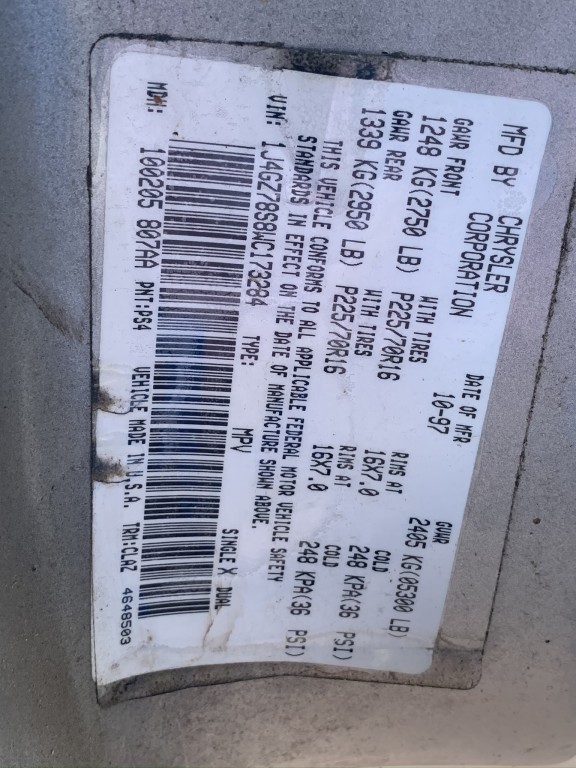 MFD BY CHRYSLER CORPORATION DATE OF MFR 10-97 GVWR 2405 KG(05300 LB)
GAWR FRONT WITH TIRES RIMS AT COLD
1248 KG(2750 LB) P225/70R16 16X7.0 248 KPA(36 PSI)
GAWR REAR WITH TIRES RIMS AT COLD
1339 KG(2950 LB) P225/70R16 16X7.0 248 KPA(36 PSI)
THIS VEHICLE CONFORMS TO ALL APPLICABLE FEDERAL MOTOR VEHICLE SAFETY
STANDARDS IN EFFECT ON THE DATE OF MANUFACTURE SHOWN ABOVE.
VIN: 1J4GZ78S8WC173284 TYPE: MPV SINGLE X DUAL
MDH: 100205 807AA PNT:PS4 VEHICLE MADE IN U.S.A. TRM:CLAZ 4648503